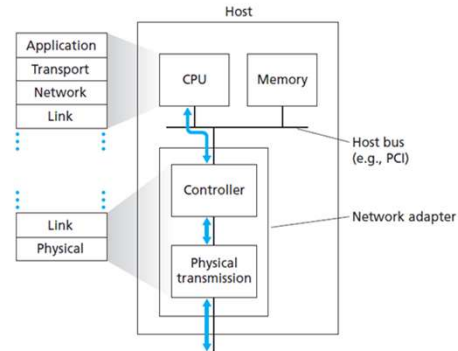 Host
Application
Transport
Network
Link
CPU
Memory
Host bus
(e.g., PCI)
Controller
Network adapter
Link
Physical
Physical
transmission